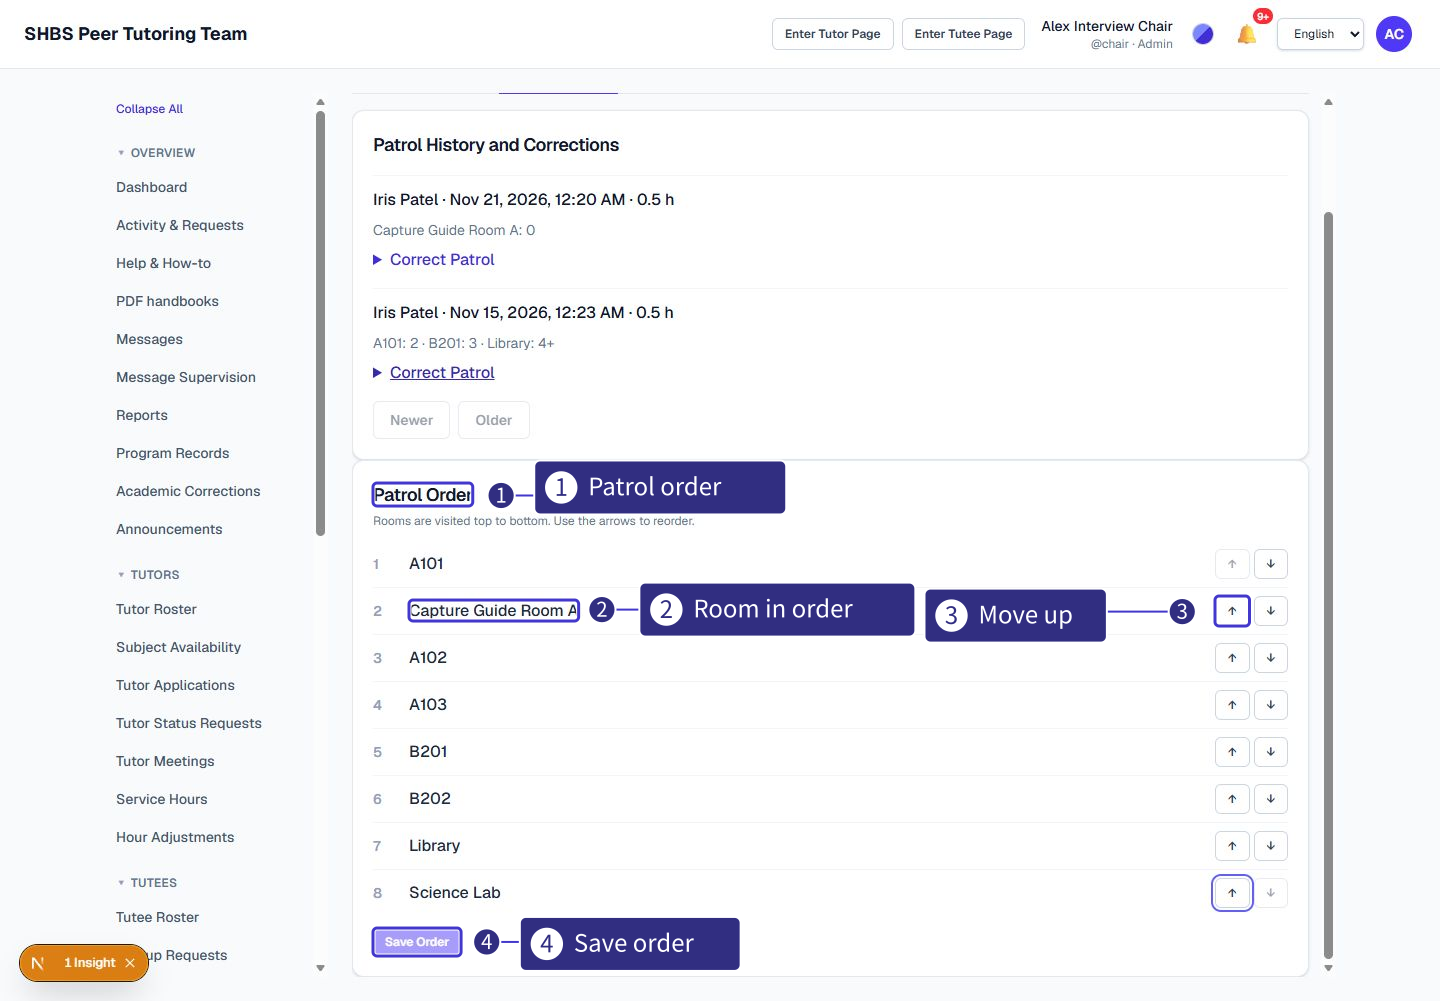 SHBS Peer Tutoring Team
Enter Tutor Page
Enter Tutee Page
Alex Interview Chair
@chair · Admin
9+
English
AC
Collapse All
OVERVIEW
Dashboard
Activity & Requests
Help & How-to
PDF handbooks
Messages
Message Supervision
Reports
Program Records
Academic Corrections
Announcements
TUTORS
Tutor Roster
Subject Availability
Tutor Applications
Tutor Status Requests
Tutor Meetings
Service Hours
Hour Adjustments
TUTEES
Tutee Roster
up Requests
N 1 Insight ×
Patrol History and Corrections
Iris Patel · Nov 21, 2026, 12:20 AM · 0.5 h
Capture Guide Room A: 0
Correct Patrol
Iris Patel · Nov 15, 2026, 12:23 AM · 0.5 h
A101: 2 · B201: 3 · Library: 4+
Correct Patrol
Newer
Older
Patrol Order
1
1 Patrol order
Rooms are visited top to bottom. Use the arrows to reorder.
1 A101 ↑ ↓
2 Capture Guide Room A 2 2 Room in order 3 Move up 3 ↑ ↓
3 A102 ↑ ↓
4 A103 ↑ ↓
5 B201 ↑ ↓
6 B202 ↑ ↓
7 Library ↑ ↓
8 Science Lab ↑ ↓
Save Order 4 4 Save order